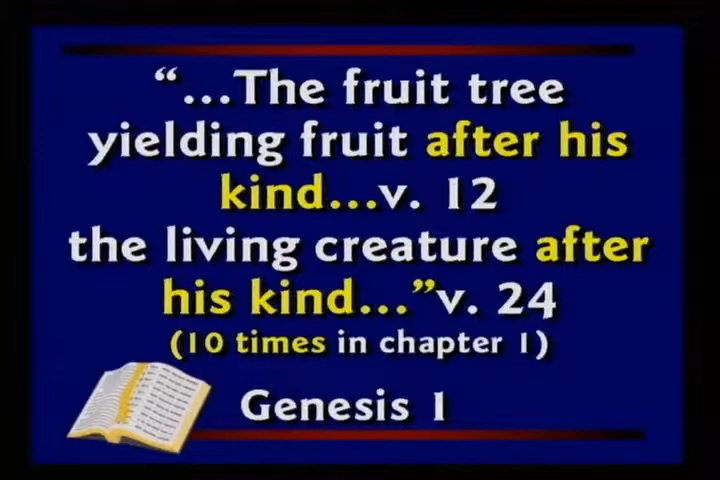 “...The fruit tree
yielding fruit after his
kind...v. 12
the living creature after
his kind...”v. 24
(10 times in chapter 1)
Genesis 1